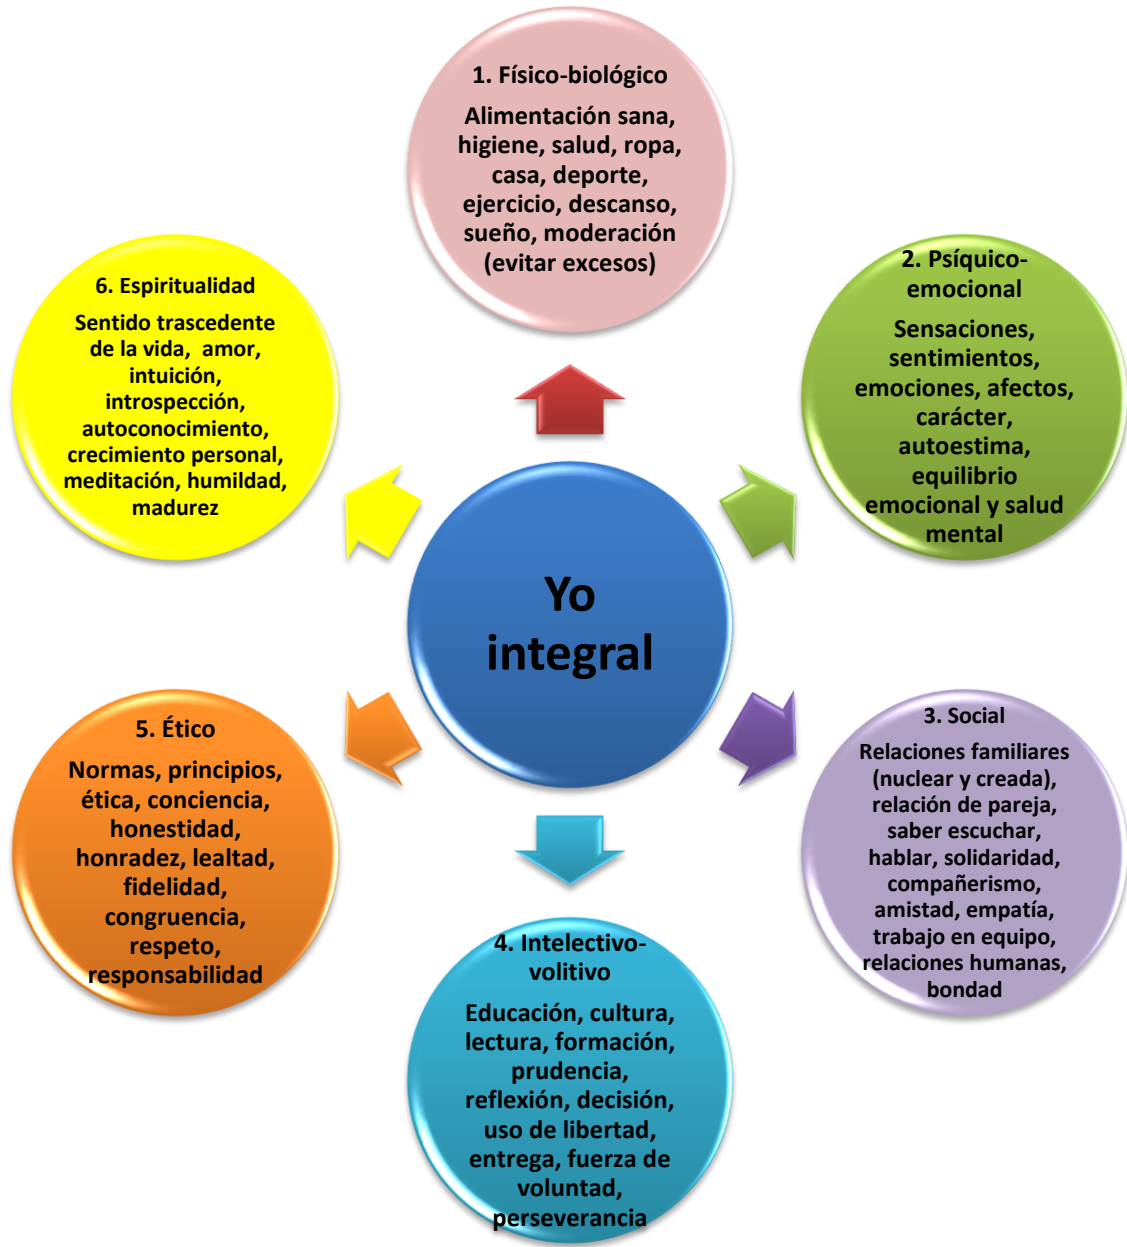 1. Físico-biológico
Alimentación sana,
higiene, salud, ropa,
casa, deporte,
ejercicio, descanso,
sueño, moderación
(evitar excesos)
2. Psíquico-
emocional
Sensaciones,
sentimientos,
emociones, afectos,
carácter,
autoestima,
equilibrio
emocional y salud
mental
3. Social
Relaciones familiares
(nuclear y creada),
relación de pareja,
saber escuchar,
hablar, solidaridad,
compañerismo,
amistad, empatía,
trabajo en equipo,
relaciones humanas,
bondad
4. Intelectivo-
volitivo
Educación, cultura,
lectura, formación,
prudencia,
reflexión, decisión,
uso de libertad,
entrega, fuerza de
voluntad,
perseverancia
5. Ético
Normas, principios,
ética, conciencia,
honestidad,
honradez, lealtad,
fidelidad,
congruencia,
respeto,
responsabilidad
6. Espiritualidad
Sentido trascedente
de la vida, amor,
intuición,
introspección,
autoconocimiento,
crecimiento personal,
meditación, humildad,
madurez
Yo
integral